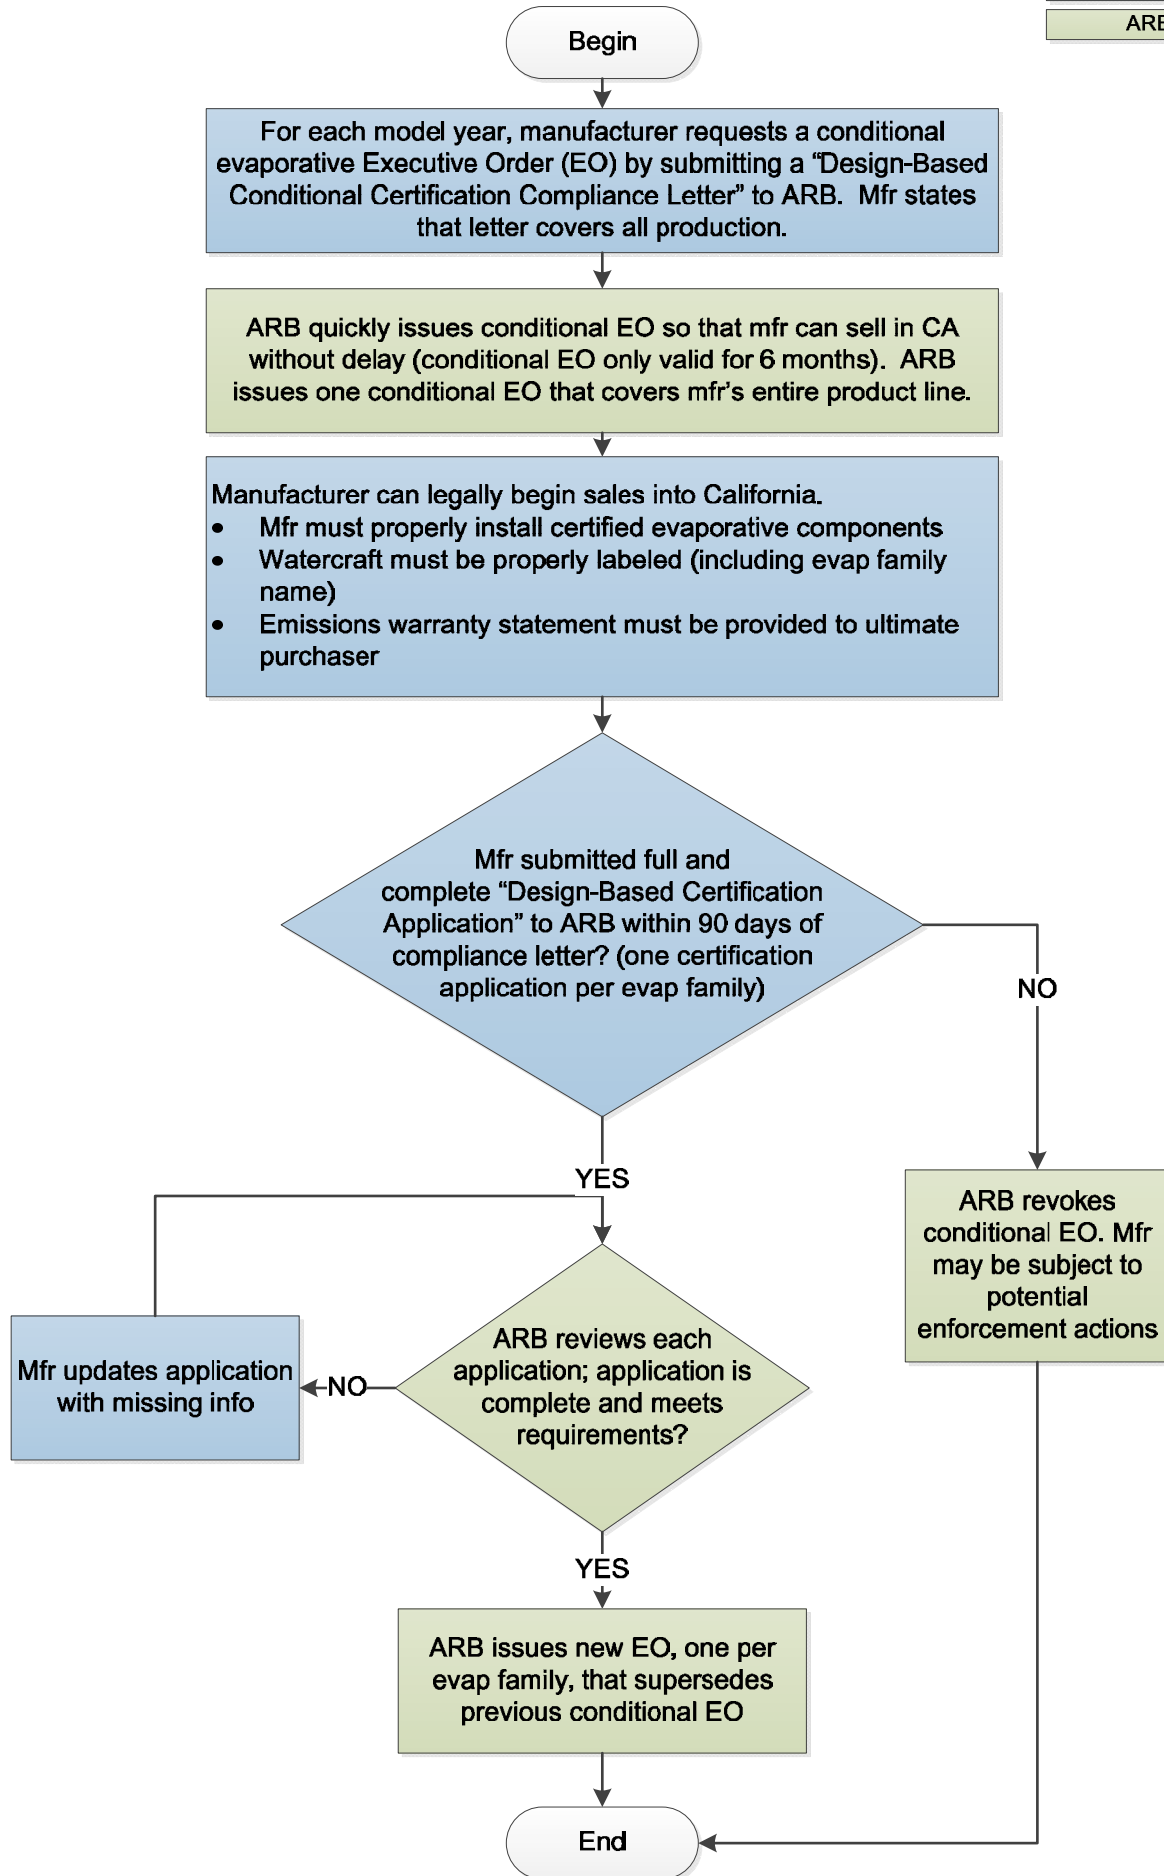 Begin
ARB
For each model year, manufacturer requests a conditional
evaporative Executive Order (EO) by submitting a “Design-Based
Conditional Certification Compliance Letter” to ARB.  Mfr states
that letter covers all production.
ARB quickly issues conditional EO so that mfr can sell in CA
without delay (conditional EO only valid for 6 months).  ARB
issues one conditional EO that covers mfr’s entire product line.
Manufacturer can legally begin sales into California.
• Mfr must properly install certified evaporative components
• Watercraft must be properly labeled (including evap family
name)
• Emissions warranty statement must be provided to ultimate
purchaser
Mfr submitted full and
complete “Design-Based Certification
Application” to ARB within 90 days of
compliance letter? (one certification
application per evap family)
NO
YES
ARB revokes
conditional EO. Mfr
may be subject to
potential
enforcement actions
ARB reviews each
application; application is
complete and meets
requirements?
NO
Mfr updates application
with missing info
YES
ARB issues new EO, one per
evap family, that supersedes
previous conditional EO
End